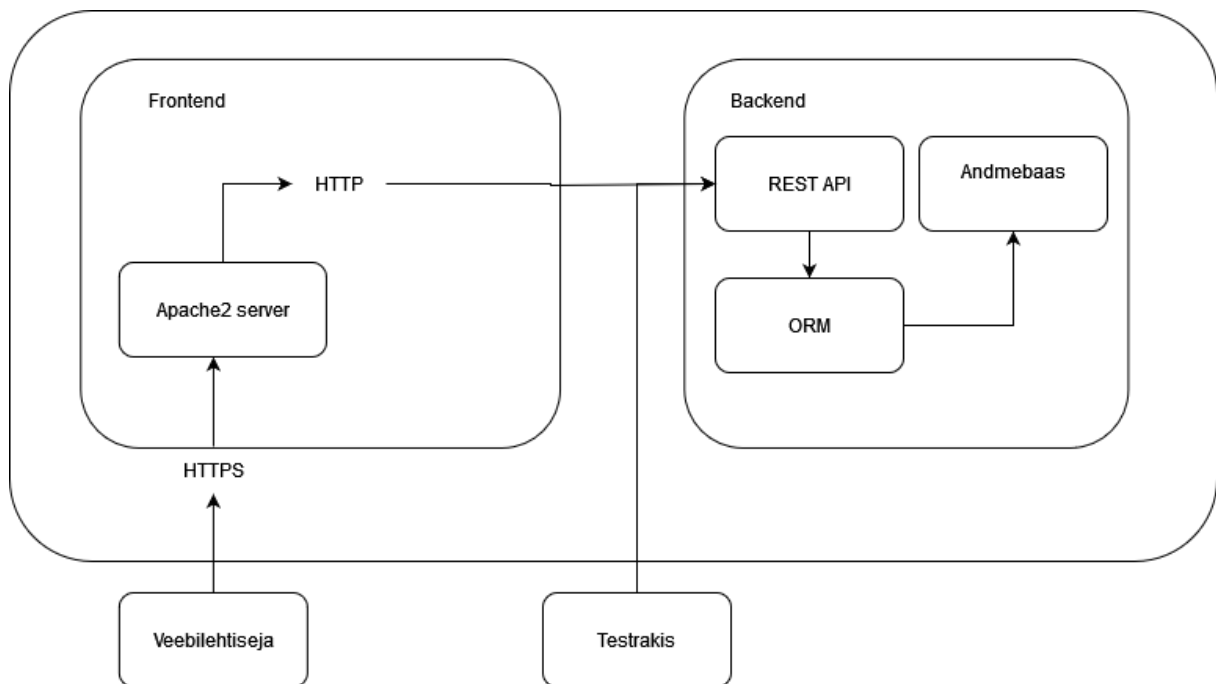 Frontend
Backend
HTTP
REST API
Andmebaas
Apache2 server
ORM
HTTPS
Veebilehtiseja
Testrakis